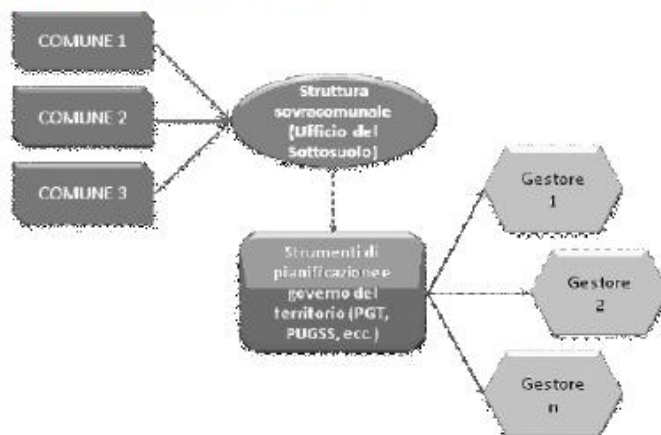 COMUNE 1
COMUNE 2
COMUNE 3
Struttura
sovracomunale
(Ufficio del
Sottosuolo)
Strumenti di
pianificazione e
governo del
territorio (PGT,
PUGSS, ecc.)
Gestore
1
Gestore
2
Gestore
n